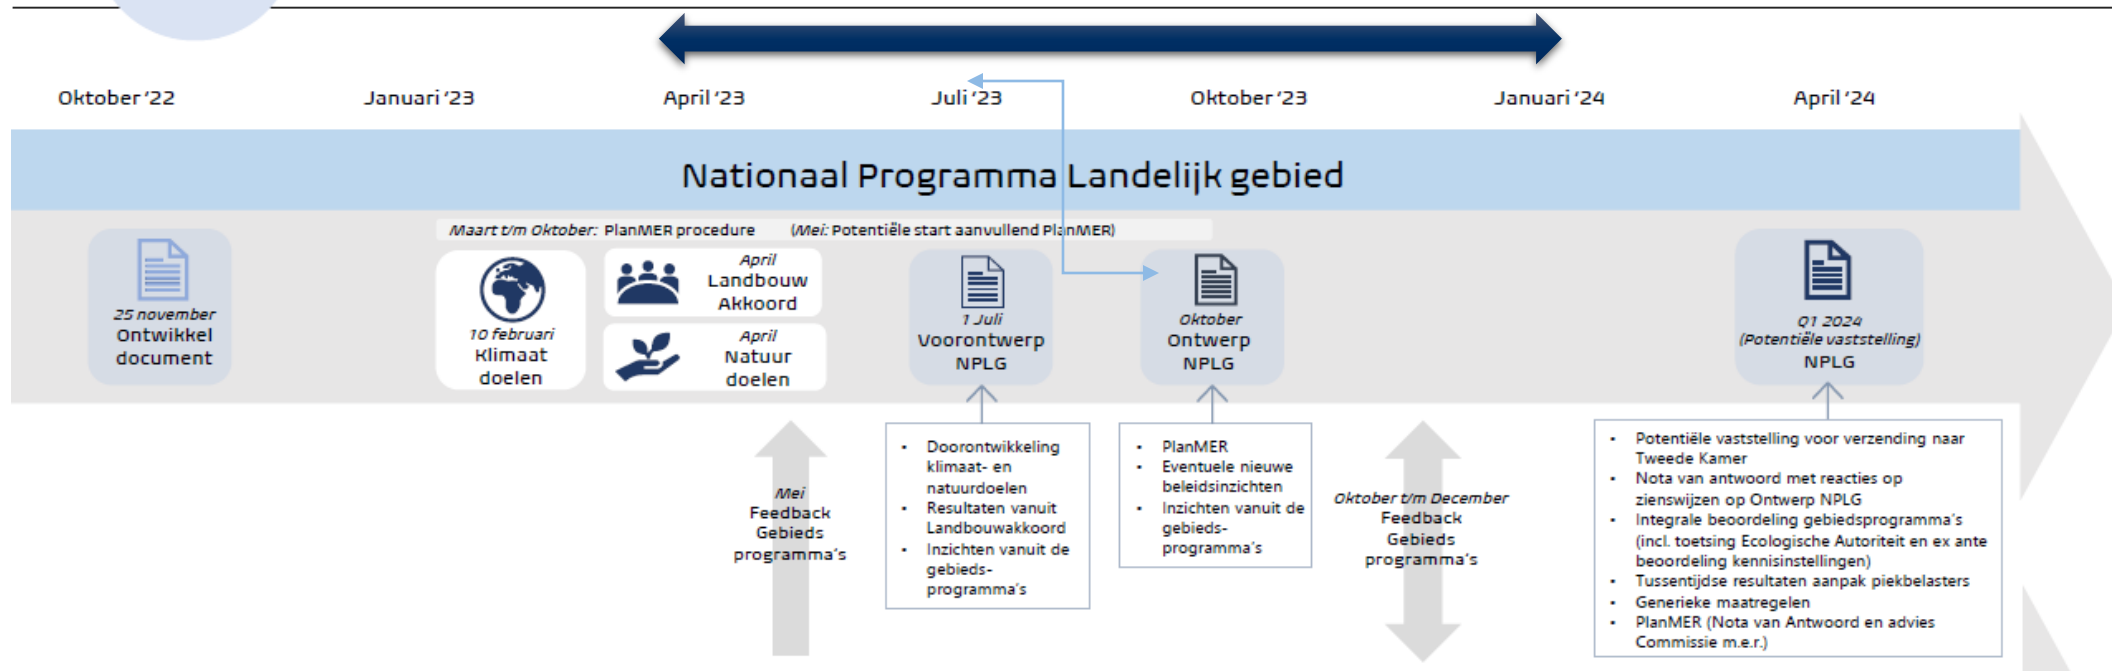 Oktober '22
Januari '23
April '23
Juli '23
Oktober '23
Januari '24
April '24
Nationaal Programma Landelijk gebied
Maart t/m Oktober: PlanMER procedure (Mei: Potentiële start aanvullend PlanMER)
25 november
Ontwikkel
document
10 februari
Klimaat
doelen
April
Landbouw
Akkoord
April
Natuur
doelen
1 Juli
Voorontwerp
NPLG
Oktober
Ontwerp
NPLG
Q1 2024
(Potentiële vaststelling)
NPLG
Mei
Feedback
Gebieds
programma's
• Doorontwikkeling
klimaat- en
natuurdoelen
• Resultaten vanuit
Landbouwakkoord
• Inzichten vanuit de
gebieds-
programma's
• PlanMER
• Eventuele nieuwe
beleidsinzichten
• Inzichten vanuit de
gebieds-
programma's
Oktober t/m December
Feedback
Gebieds
programma's
• Potentiële vaststelling voor verzending naar
Tweede Kamer
• Nota van antwoord met reacties op
zienswijzen op Ontwerp NPLG
• Integrale beoordeling gebiedsprogramma's
(incl. toetsing Ecologische Autoriteit en ex ante
beoordeling kennisinstellingen)
• Tussentijdse resultaten aanpak piekbelasters
• Generieke maatregelen
• PlanMER (Nota van Antwoord en advies
Commissie m.e.r.)